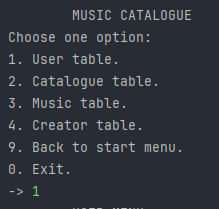 MUSIC CATALOGUE
Choose one option:
1. User table.
2. Catalogue table.
3. Music table.
4. Creator table.
9. Back to start menu.
0. Exit.
-> 1